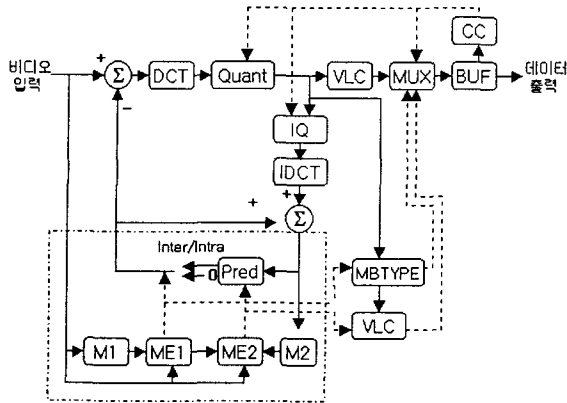 CC
비디오
입력
+
Σ
DCT
Quant
VLC
MUX
BUF
데이터
출력
−
IQ
IDCT
+
+
Σ
Inter/Intra
0
Pred
MBTYPE
VLC
M1
ME1
ME2
M2